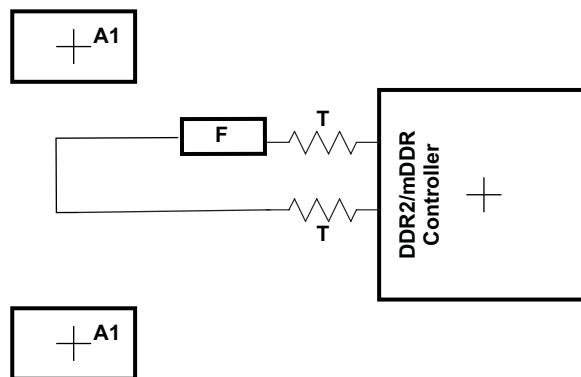 A1
T
F
DDR2/mDDR
Controller
T
A1